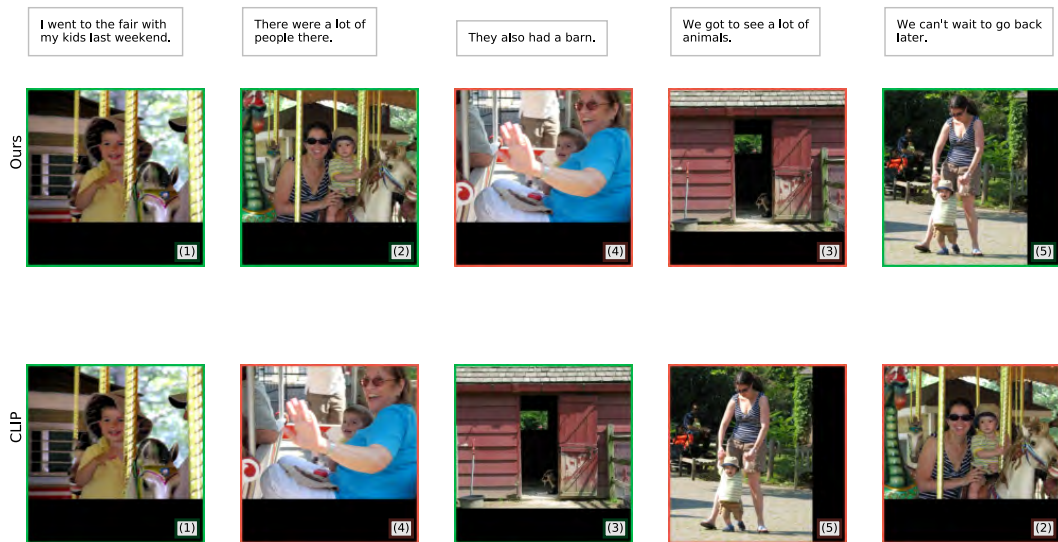 I went to the fair with
my kids last weekend.
There were a lot of
people there.
They also had a barn.
We got to see a lot of
animals.
We can't wait to go back
later.
Ours
(1)
(2)
(4)
(3)
(5)
CLIP
(1)
(4)
(3)
(5)
(2)